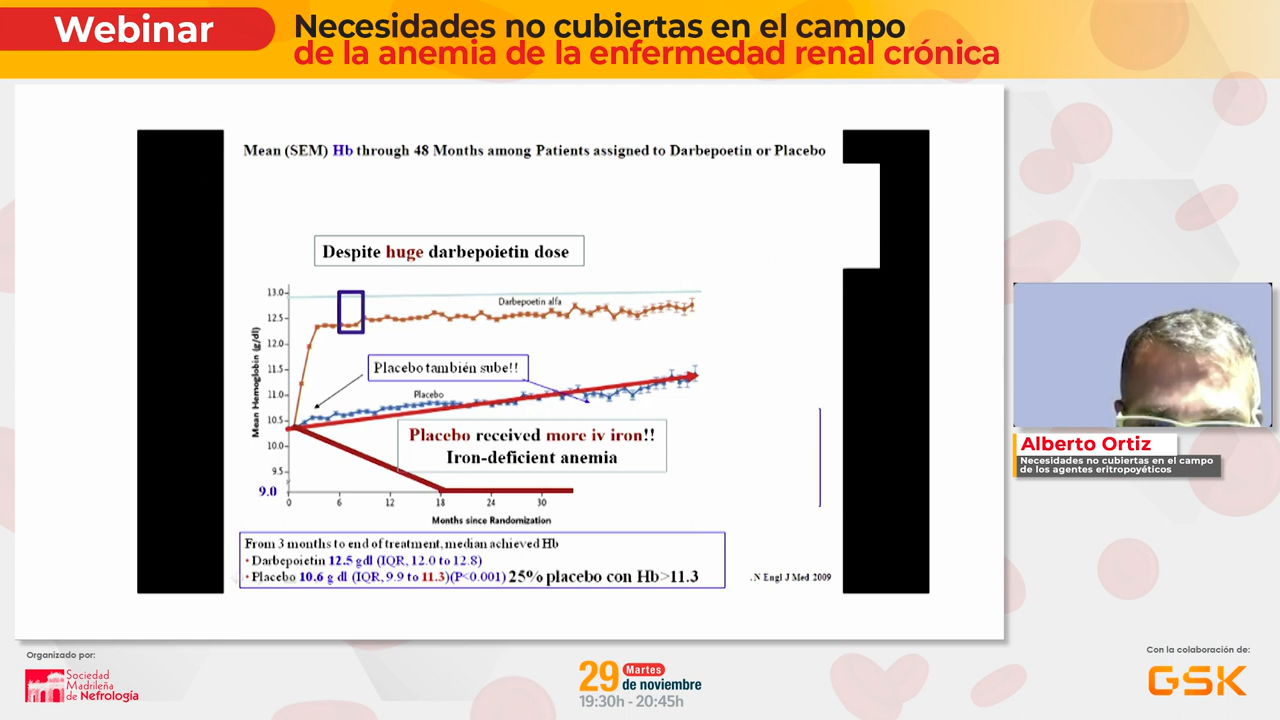 Webinar
Necesidades no cubiertas en el campo
de la anemia de la enfermedad renal crónica
Mean (SEM) Hb through 48 Months among Patients assigned to Darbepoetin or Placebo
Despite huge darbepoietin dose
13.0
12.5
12.0
11.5
11.0
10.5
10.0
9.5
9.0
Mean Hemoglobin (g/dl)
Darbepoetin alfa
Placebo también sube!!
Placebo
Placebo received more iv iron!!
Iron-deficient anemia
0 6 12 18 24 30
Months since Randomization
From 3 months to end of treatment, median achieved Hb
• Darbepoietin 12.5 gdl (IQR, 12.0 to 12.8)
• Placebo 10.6 g dl (IQR, 9.9 to 11.3)(P<0.001) 25% placebo con Hb>11.3
. N Engl J Med 2009
Alberto Ortiz
Necesidades no cubiertas en el campo
de los agentes eritropoyéticos
Organizado por:
Sociedad
Madrileña
de Nefrología
29 Martes
de noviembre
19:30h - 20:45h
Con la colaboración de:
GSK